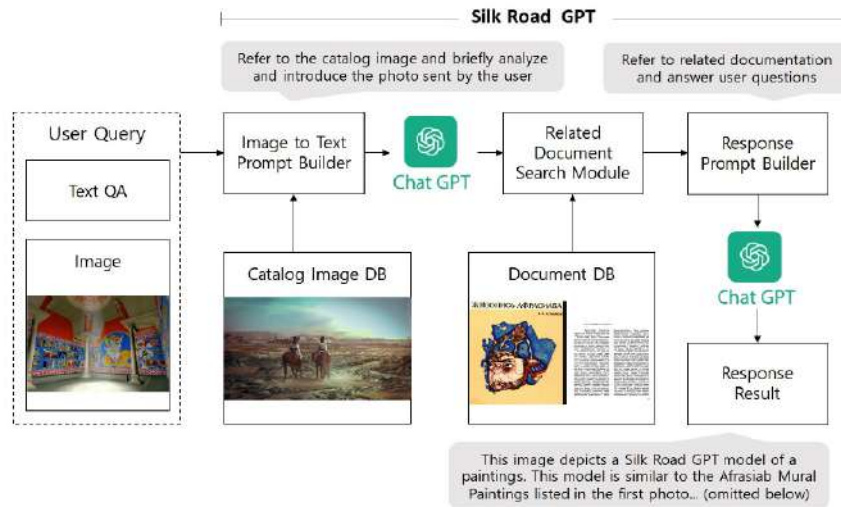 Silk Road GPT
Refer to the catalog image and briefly analyze
and introduce the photo sent by the user
Refer to related documentation
and answer user questions
User Query
Text QA
Image
Image to Text
Prompt Builder
Chat GPT
Related
Document
Search Module
Response
Prompt Builder
Catalog Image DB
Document DB
Chat GPT
Response
Result
This image depicts a Silk Road GPT model of a
paintings. This model is similar to the Afrasiab Mural
Paintings listed in the first photo... (omitted below)